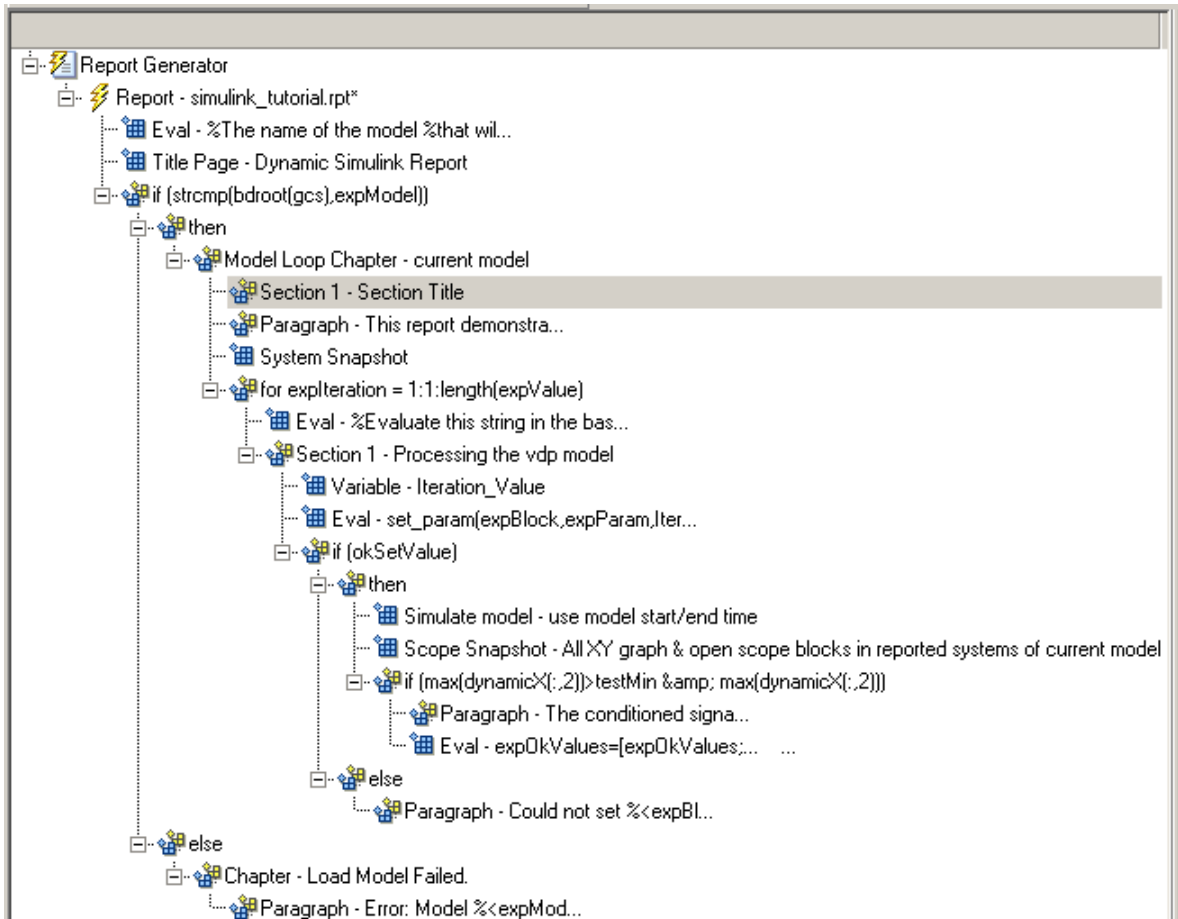 Report Generator
Report - simulink_tutorial.rpt*
Eval - %The name of the model %that wil...
Title Page - Dynamic Simulink Report
if (strcmp(bdroot(gcs),expModel))
then
Model Loop Chapter - current model
Section 1 - Section Title
Paragraph - This report demonstra...
System Snapshot
for expIteration = 1:1:length(expValue)
Eval - %Evaluate this string in the bas...
Section 1 - Processing the vdp model
Variable - Iteration_Value
Eval - set_param(expBlock,expParam,Iter...
if (okSetValue)
then
Simulate model - use model start/end time
Scope Snapshot - All XY graph & open scope blocks in reported systems of current model
if (max(dynamicX(:,2))>testMin &amp; max(dynamicX(:,2)))
Paragraph - The conditioned signa...
Eval - expOkValues=[expOkValues;... ...
else
Paragraph - Could not set %<expBl...
else
Chapter - Load Model Failed.
Paragraph - Error: Model %<expMod...